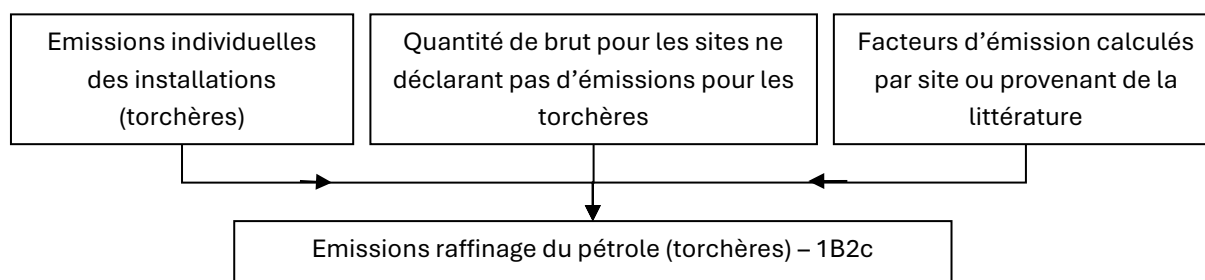 Emissions individuelles
des installations
(torchères)
Quantité de brut pour les sites ne
déclarant pas d’émissions pour les
torchères
Facteurs d’émission calculés
par site ou provenant de la
littérature
Emissions raffinage du pétrole (torchères) – 1B2c